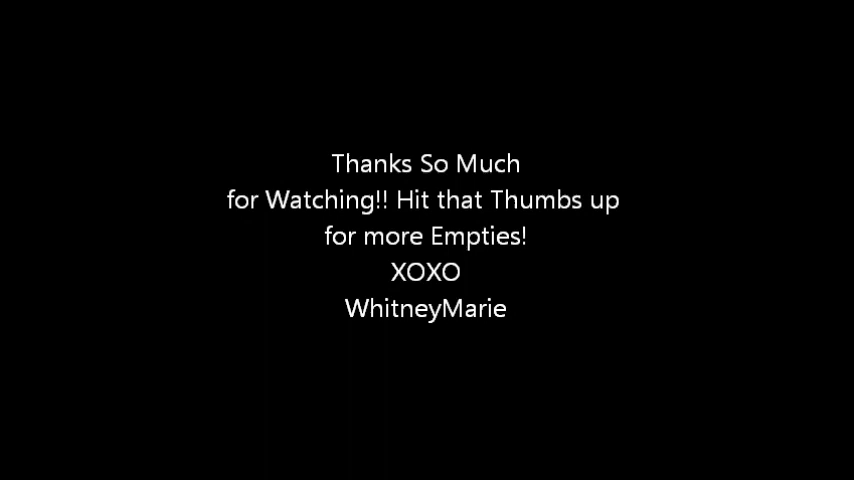 Thanks So Much
for Watching!! Hit that Thumbs up
for more Empties!
XOXO
WhitneyMarie